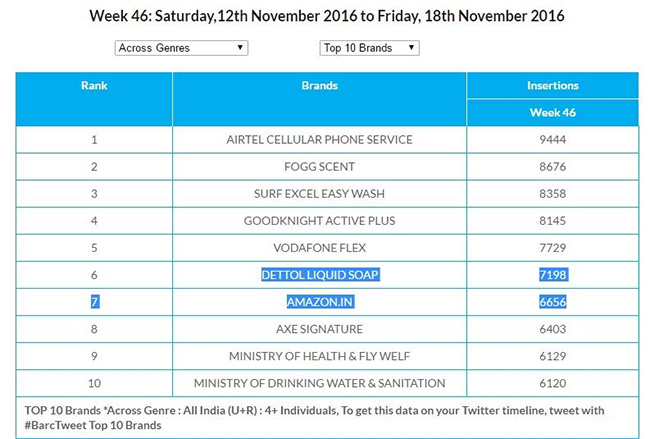 Week 46: Saturday,12th November 2016 to Friday, 18th November 2016
Across Genres Top 10 Brands
Rank Brands Insertions
Week 46
1 AIRTEL CELLULAR PHONE SERVICE 9444
2 FOGG SCENT 8676
3 SURF EXCEL EASY WASH 8358
4 GOODKNIGHT ACTIVE PLUS 8145
5 VODAFONE FLEX 7729
6 DETTOL LIQUID SOAP 7198
7 AMAZON.IN 6656
8 AXE SIGNATURE 6403
9 MINISTRY OF HEALTH & FLY WELF 6129
10 MINISTRY OF DRINKING WATER & SANITATION 6120
TOP 10 Brands *Across Genre : All India (U+R) : 4+ Individuals, To get this data on your Twitter timeline, tweet with
#BarcTweet Top 10 Brands